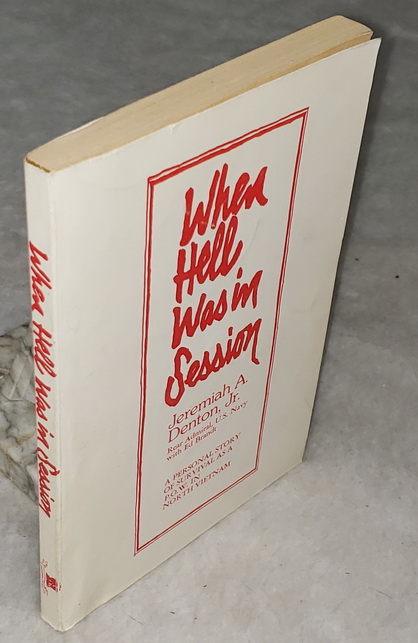 When
Hell
Was in
Session
Jeremiah A.
Denton, Jr.
Rear Admiral, U.S. Navy
with Ed Brandt
A PERSONAL STORY
OF SURVIVAL AS A
P.O.W. IN
NORTH VIETNAM
When Hell Was in Session